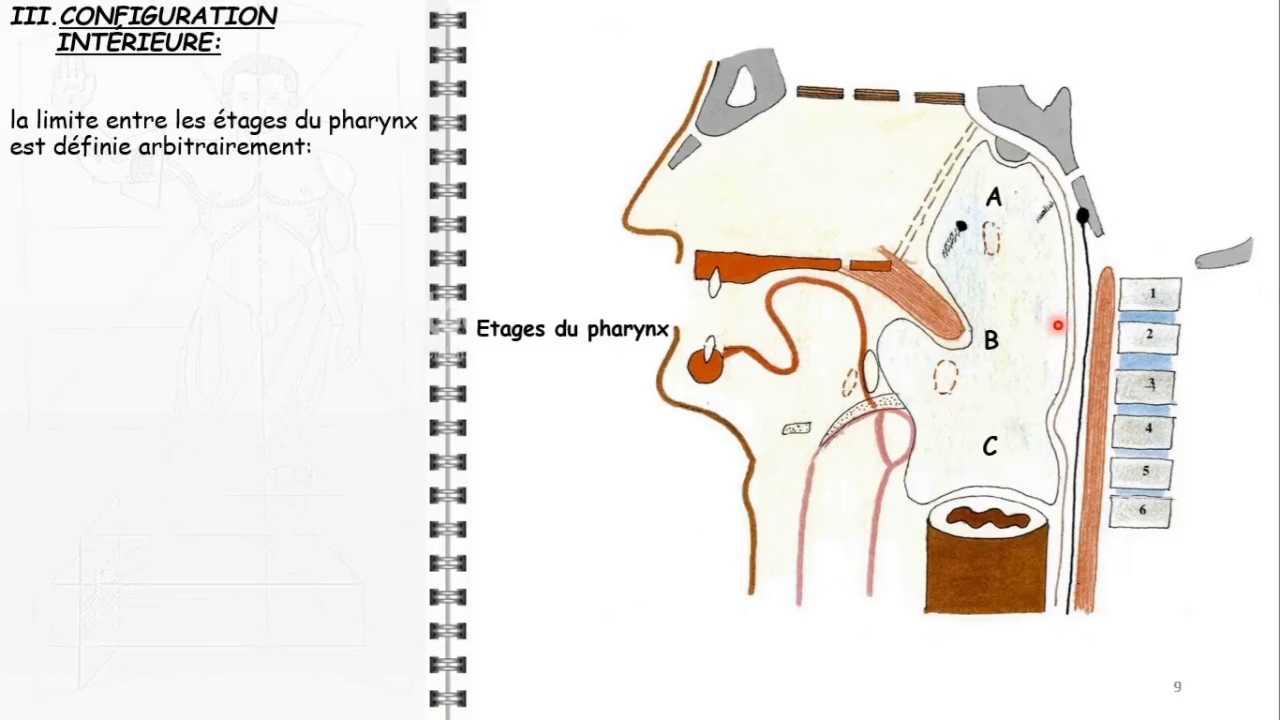 III. CONFIGURATION
INTÉRIEURE:
la limite entre les étages du pharynx
est définie arbitrairement:
Etages du pharynx
A
B
C
1
2
3
4
5
6
9